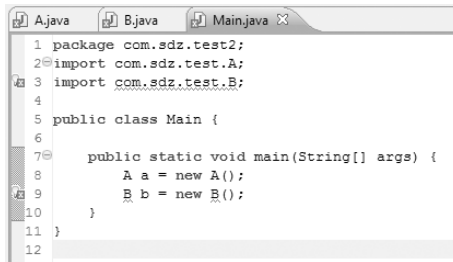 A.java B.java Main.java
1 package com.sdz.test2;
2 import com.sdz.test.A;
3 import com.sdz.test.B;
4
5 public class Main {
6
7 public static void main(String[] args) {
8 A a = new A();
9 B b = new B();
10 }
11 }
12